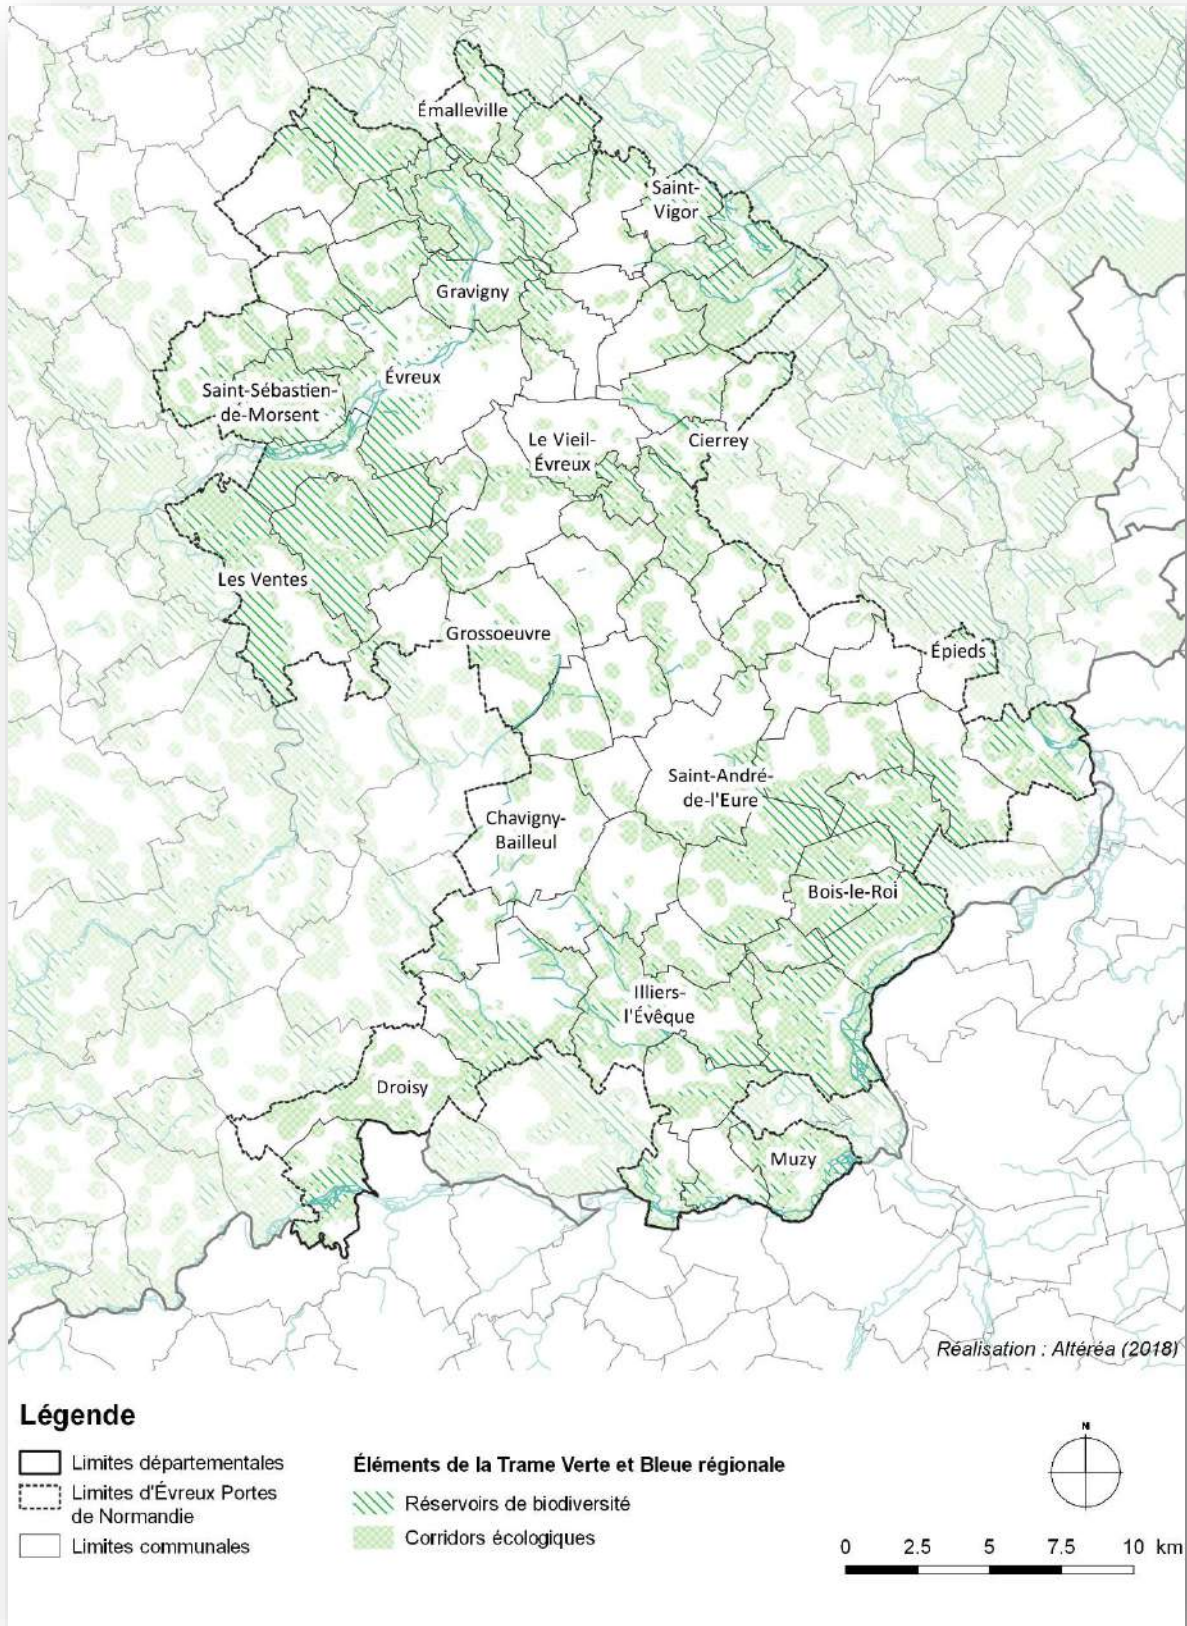 Émalleville
Saint-
Vigor
Gravigny
Évreux
Saint-Sébastien-
de-Morsent
Le Vieil-
Évreux
Cierrey
Les Ventes
Grossoeuvre
Épieds
Saint-André-
de-l'Eure
Chavigny-
Bailleul
Bois-le-Roi
Illiers-
l'Évêque
Droisy
Muzy
Réalisation : Altéréa (2018)
Légende
Limites départementales
Limites d'Évreux Portes
de Normandie
Limites communales
Éléments de la Trame Verte et Bleue régionale
Réservoirs de biodiversité
Corridors écologiques
N
0 2.5 5 7.5 10 km